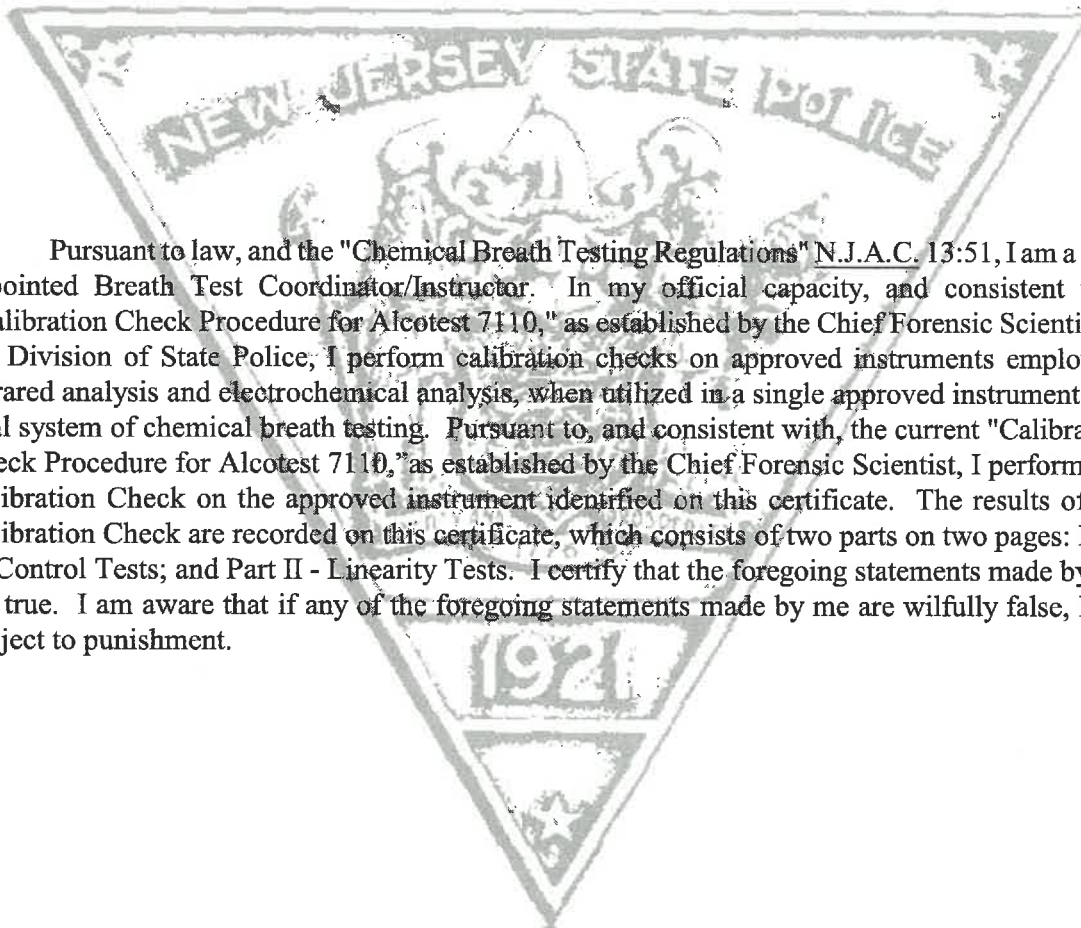 NEW JERSEY STATE POLICE
Pursuant to law, and the "Chemical Breath Testing Regulations" N.J.A.C. 13:51, I am a
pointed Breath Test Coordinator/Instructor. In my official capacity, and consistent
alibration Check Procedure for Alcotest 7110," as established by the Chief Forensic Scienti
Division of State Police, I perform calibration checks on approved instruments emplo
rared analysis and electrochemical analysis, when utilized in a single approved instrument
al system of chemical breath testing. Pursuant to, and consistent with, the current "Calibra
eck Procedure for Alcotest 7110," as established by the Chief Forensic Scientist, I perform
libration Check on the approved instrument identified on this certificate. The results of
libration Check are recorded on this certificate, which consists of two parts on two pages:
Control Tests; and Part II - Linearity Tests. I certify that the foregoing statements made by
true. I am aware that if any of the foregoing statements made by me are wilfully false,
ject to punishment.
1921